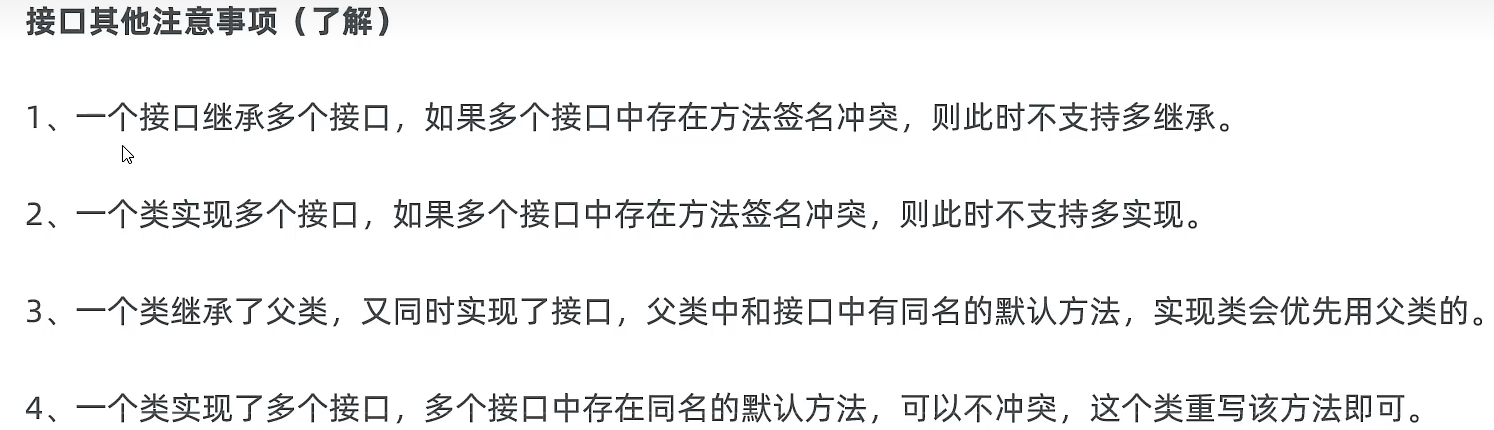 接口其他注意事项（了解）
1、一个接口继承多个接口，如果多个接口中存在方法签名冲突，则此时不支持多继承。
2、一个类实现多个接口，如果多个接口中存在方法签名冲突，则此时不支持多实现。
3、一个类继承了父类，又同时实现了接口，父类中和接口中有同名的默认方法，实现类会优先用父类的。
4、一个类实现了多个接口，多个接口中存在同名的默认方法，可以不冲突，这个类重写该方法即可。